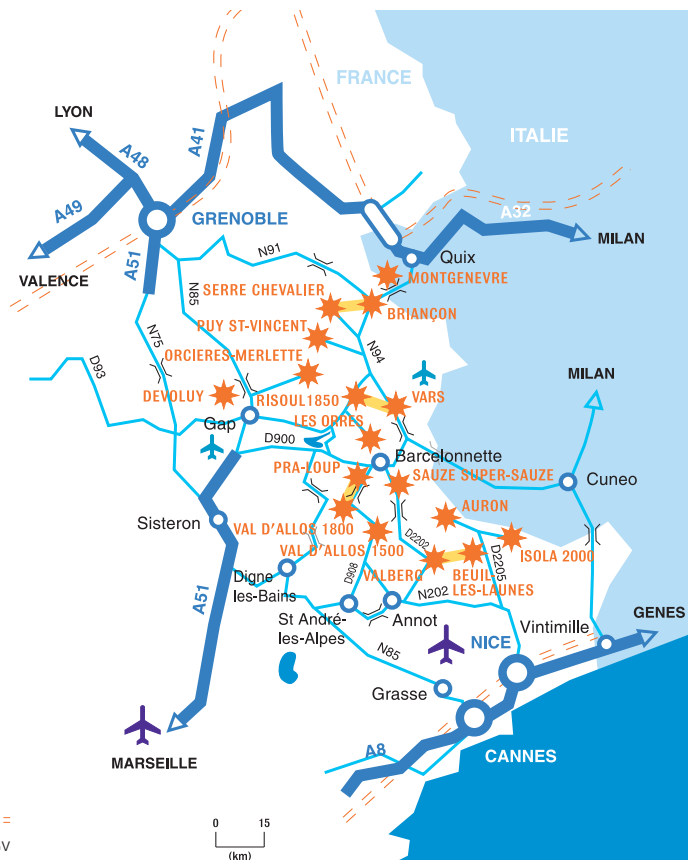 FRANCE
LYON
A48
A41
ITALIE
A49
GRENOBLE
A32
MILAN
VALENCE
A51
N91
Quix
MONTGENEVRE
SERRE CHEVALIER
N85
BRIANÇON
PUY ST-VINCENT
N75
ORCIERES-MERLETTE
N94
D93
DEVOLUY
RISOUL1850
VARS
MILAN
LES ORRES
Gap
D900
Barcelonnette
PRA-LOUP
SAUZE SUPER-SAUZE
Cuneo
AURON
Sisteron
VAL D'ALLOS 1800
D2202
VAL D'ALLOS 1500
ISOLA 2000
D2205
VALBERG
BEUIL-
LES-LAUNES
Digne
les-Bains
D908
N202
A51
St André-
les-Alpes
Annot
GENES
Vintimille
NICE
N85
Grasse
MARSEILLE
A8
CANNES
0 15
(km)